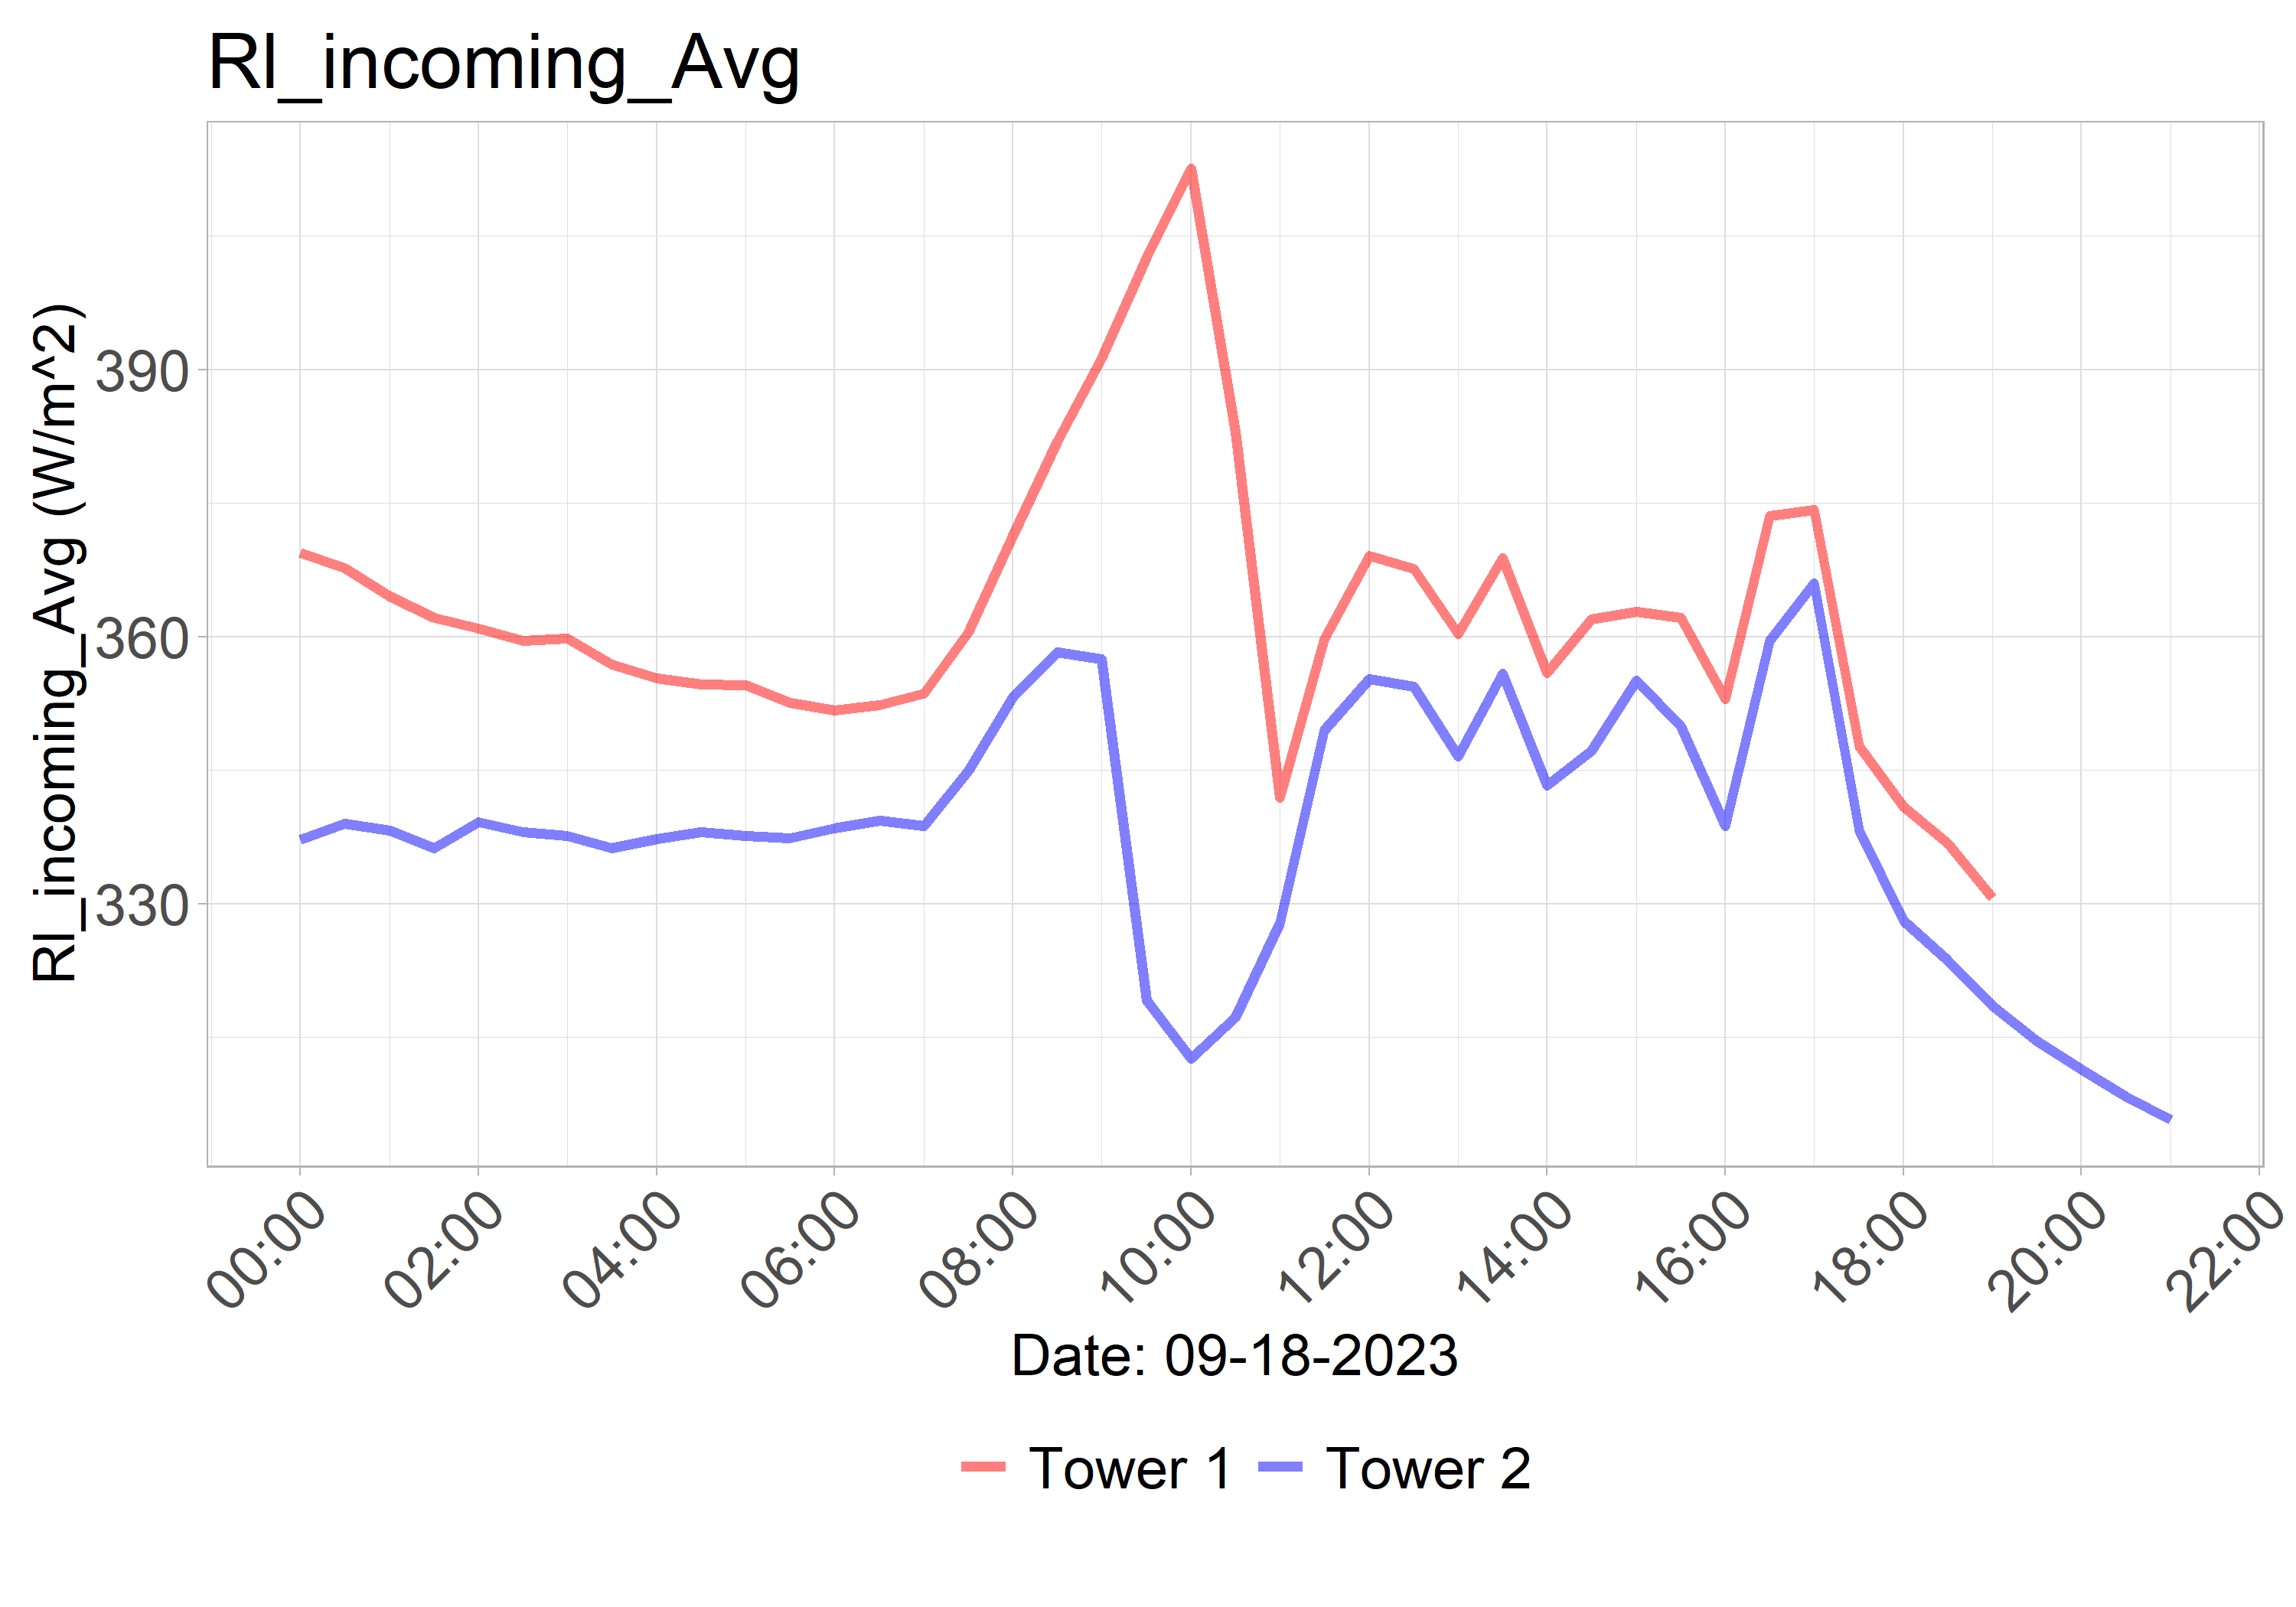 Rl_incoming_Avg
Rl_incoming_Avg (W/m^2)
390
360
330
00:00 02:00 04:00 06:00 08:00 10:00 12:00 14:00 16:00 18:00 20:00 22:00
Date: 09-18-2023
Tower 1 Tower 2